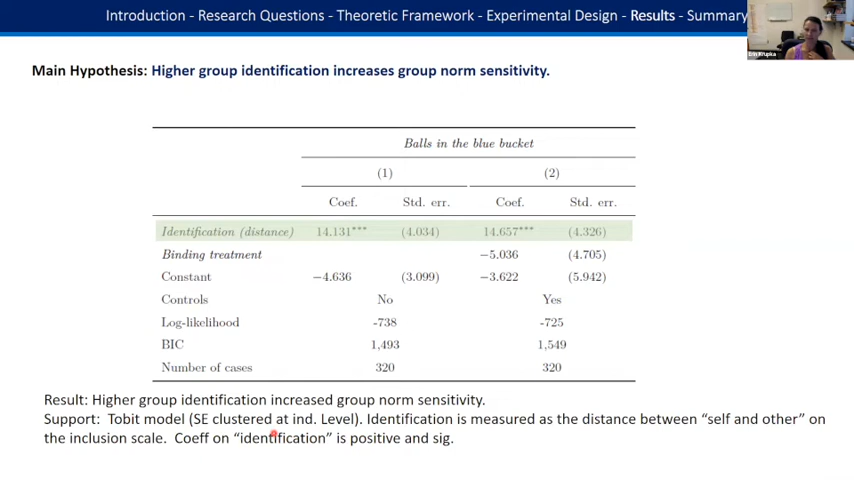 Introduction - Research Questions - Theoretic Framework - Experimental Design - Results - Summary
Erin Krupka
Main Hypothesis: Higher group identification increases group norm sensitivity.
Balls in the blue bucket
(1) (2)
Coef. Std. err. Coef. Std. err.
Identification (distance) 14.131*** (4.034) 14.657*** (4.326)
Binding treatment −5.036 (4.705)
Constant −4.636 (3.099) −3.622 (5.942)
Controls No Yes
Log-likelihood -738 -725
BIC 1,493 1,549
Number of cases 320 320
Result: Higher group identification increased group norm sensitivity.
Support: Tobit model (SE clustered at ind. Level). Identification is measured as the distance between “self and other” on
the inclusion scale. Coeff on “identification” is positive and sig.